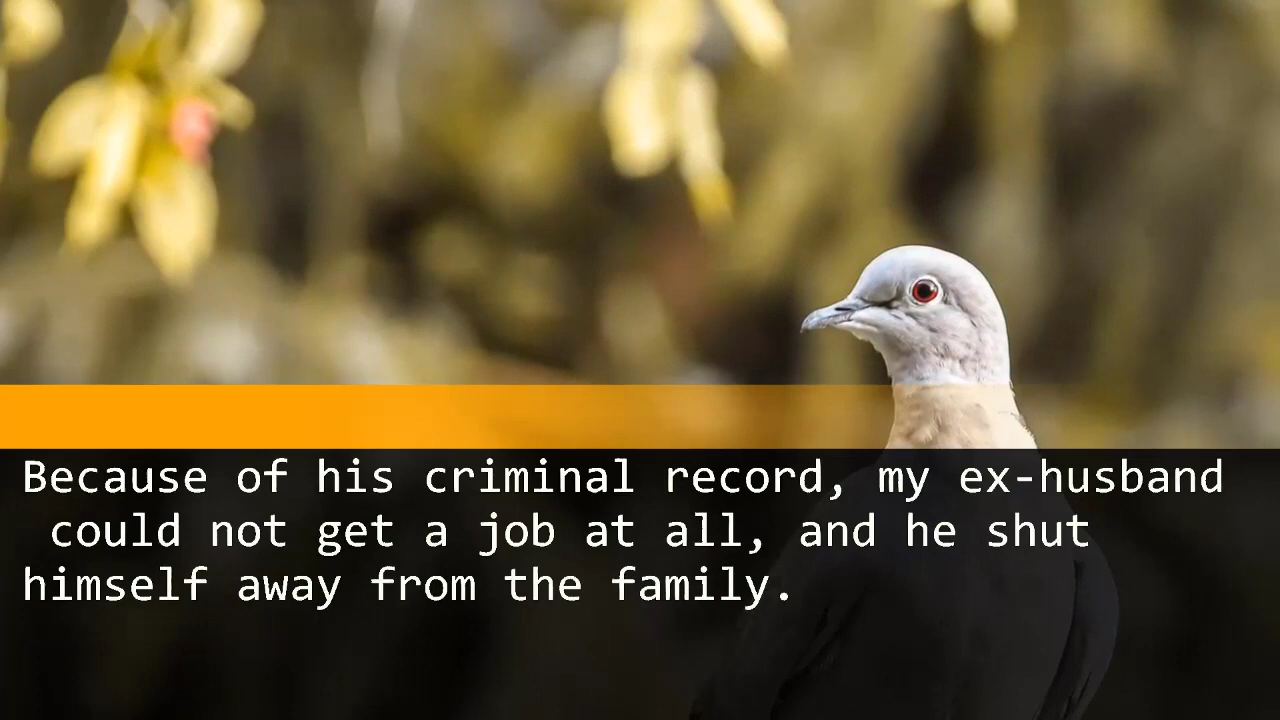 Because of his criminal record, my ex-husband
could not get a job at all, and he shut
himself away from the family.